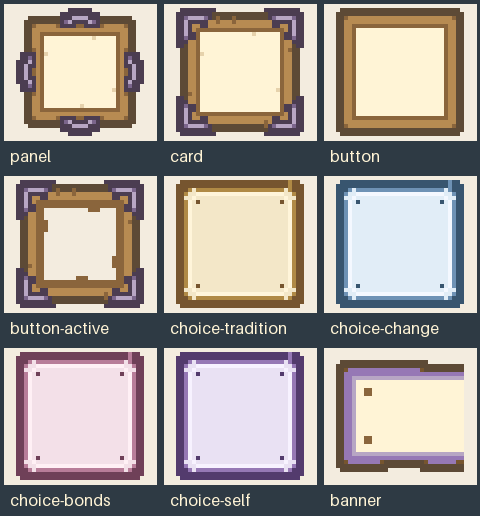 panel
card
button
button-active
choice-tradition
choice-change
choice-bonds
choice-self
banner